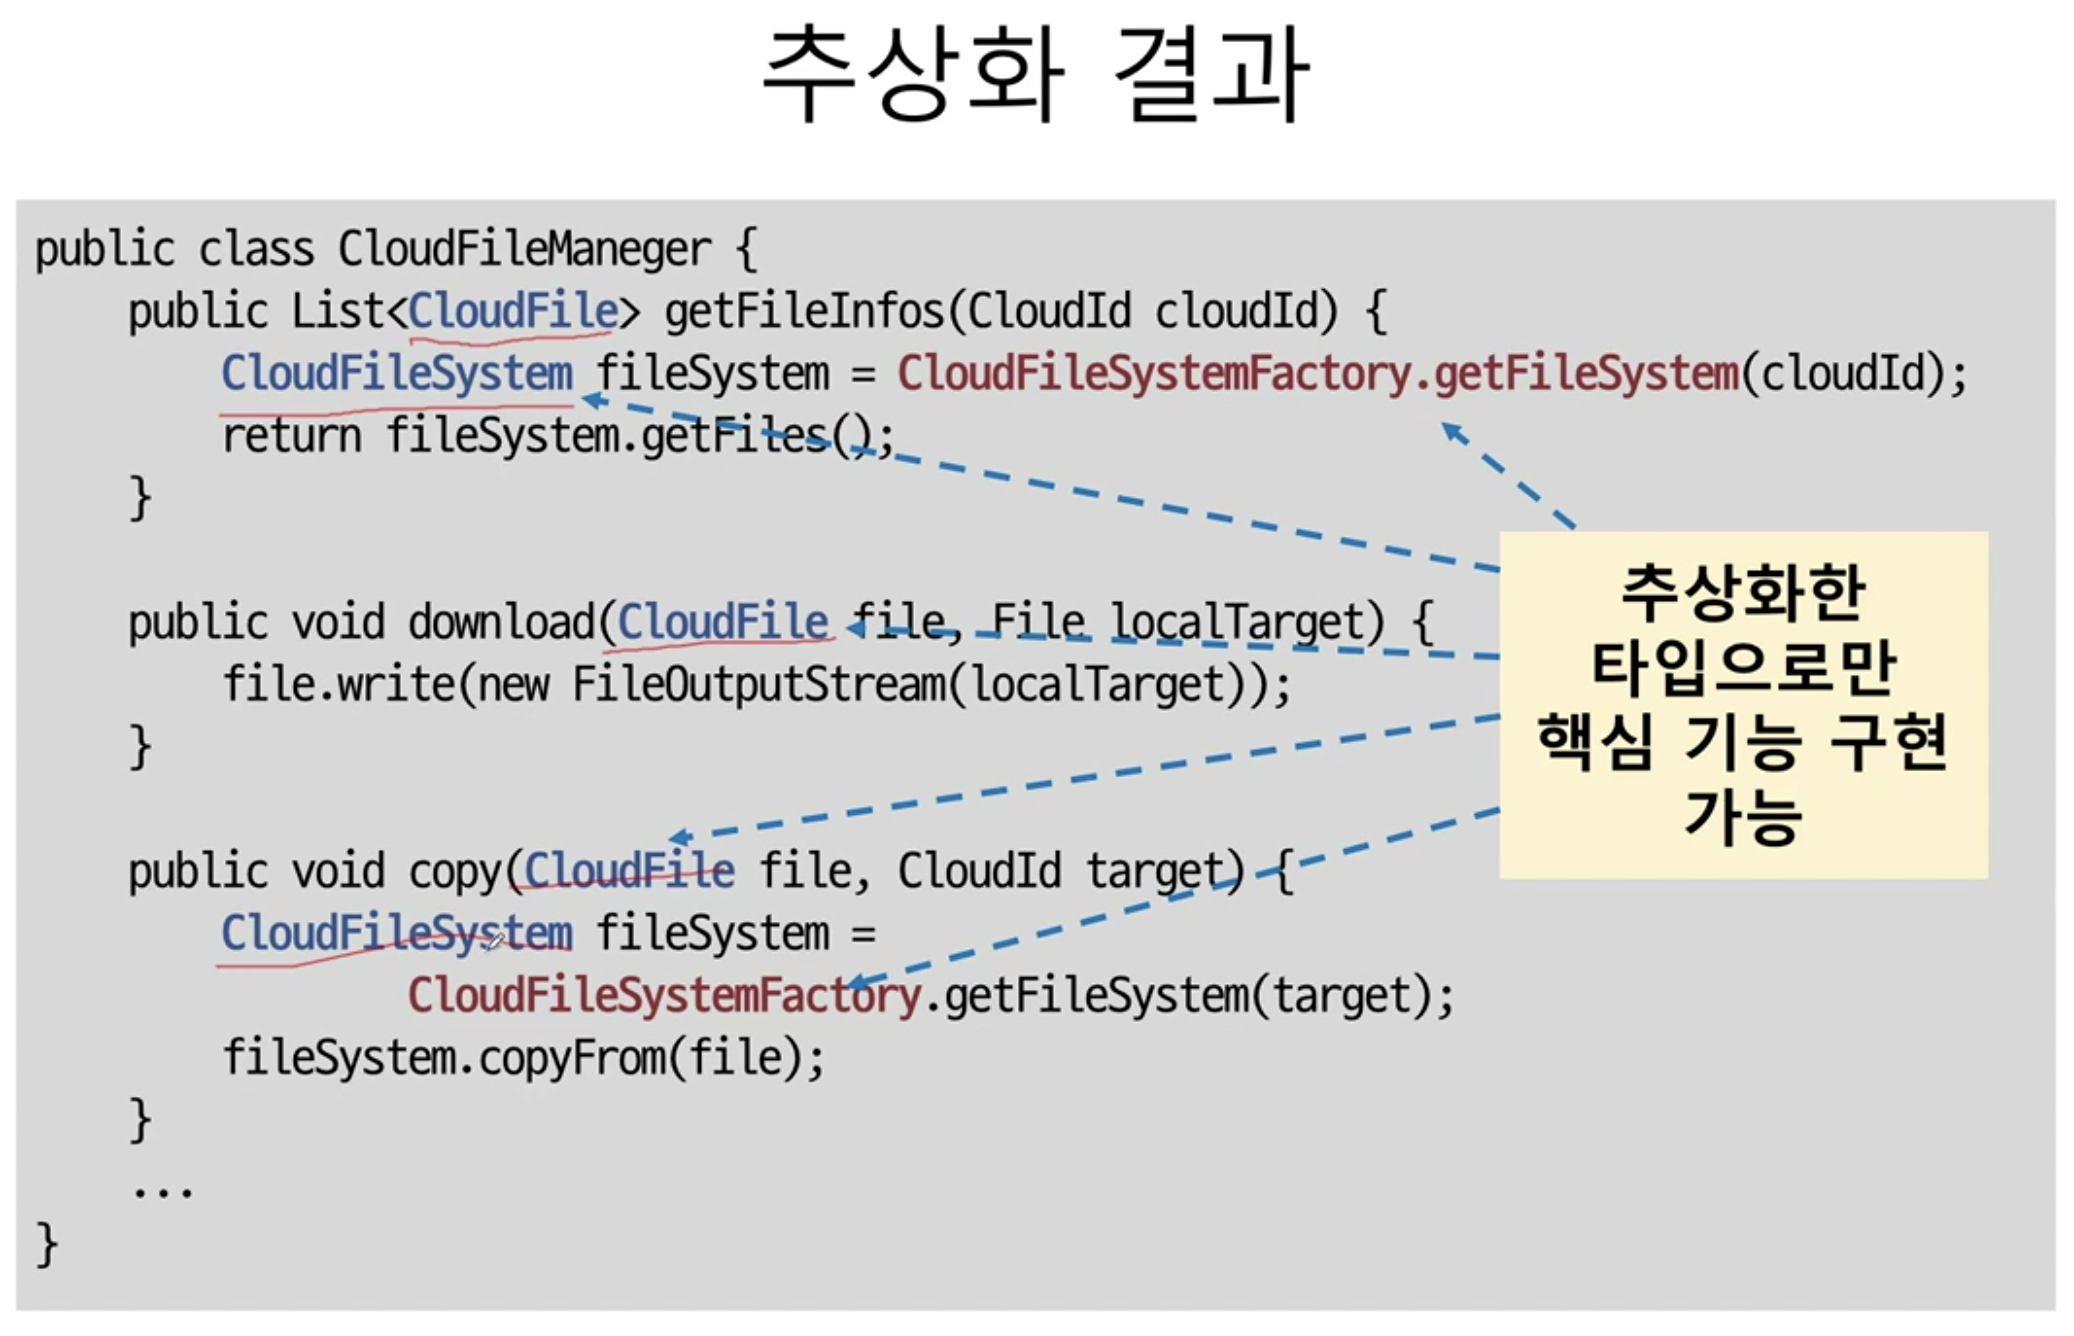 추상화 결과
public class CloudFileManeger {
    public List<CloudFile> getFileInfos(CloudId cloudId) {
        CloudFileSystem fileSystem = CloudFileSystemFactory.getFileSystem(cloudId);
        return fileSystem.getFiles();
    }
    public void download(CloudFile file, File localTarget) {
        file.write(new FileOutputStream(localTarget));
    }
    public void copy(CloudFile file, CloudId target) {
        CloudFileSystem fileSystem =
                CloudFileSystemFactory.getFileSystem(target);
        fileSystem.copyFrom(file);
    }
    ...
}
추상화한
타입으로만
핵심 기능 구현
가능